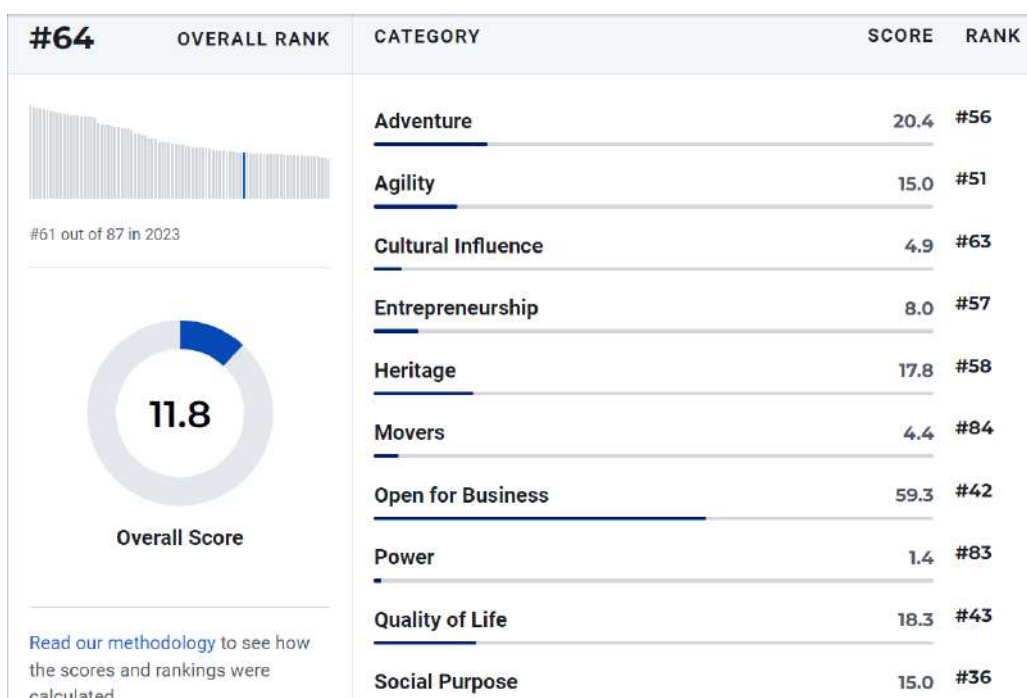 #64 OVERALL RANK
#61 out of 87 in 2023
11.8
Overall Score
Read our methodology to see how
the scores and rankings were
calculated
CATEGORY SCORE RANK
Adventure 20.4 #56
Agility 15.0 #51
Cultural Influence 4.9 #63
Entrepreneurship 8.0 #57
Heritage 17.8 #58
Movers 4.4 #84
Open for Business 59.3 #42
Power 1.4 #83
Quality of Life 18.3 #43
Social Purpose 15.0 #36